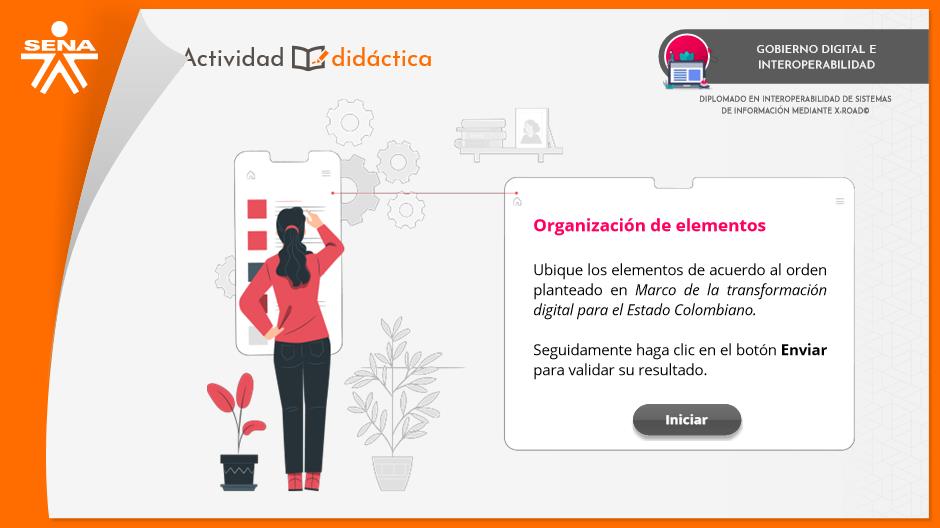 SENA
Actividad didáctica
GOBIERNO DIGITAL E
INTEROPERABILIDAD
DIPLOMADO EN INTEROPERABILIDAD DE SISTEMAS
DE INFORMACIÓN MEDIANTE X-ROAD©
Organización de elementos
Ubique los elementos de acuerdo al orden
planteado en Marco de la transformación
digital para el Estado Colombiano.
Seguidamente haga clic en el botón Enviar
para validar su resultado.
Iniciar